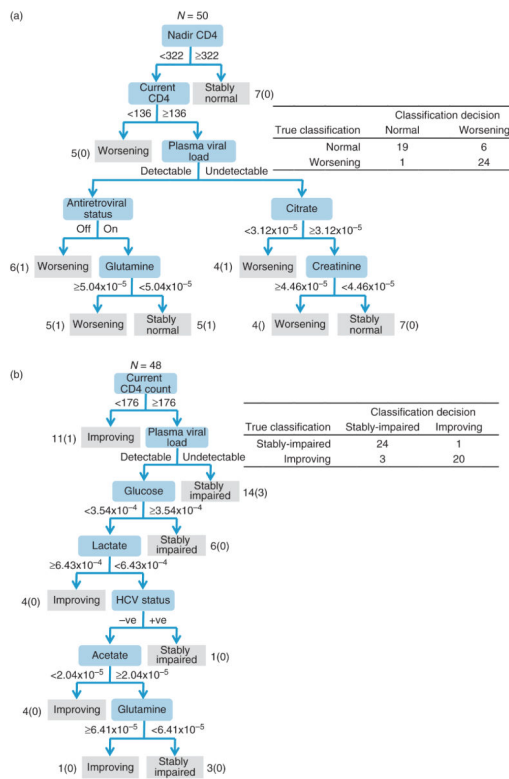 (a)
N = 50
Nadir CD4
<322 ≥322
Current
CD4
Stably
normal
7(0)
<136 ≥136
5(0)
Worsening
Plasma viral
load
Detectable Undetectable
Classification decision
True classification Normal Worsening
Normal 19 6
Worsening 1 24
Antiretroviral
status
Citrate
Off On
<3.12x10⁻⁵ ≥3.12x10⁻⁵
6(1) Worsening Glutamine
4(1) Worsening Creatinine
≥5.04x10⁻⁵ <5.04x10⁻⁵
≥4.46x10⁻⁵ <4.46x10⁻⁵
5(1) Worsening
Stably
normal
5(1)
4() Worsening
Stably
normal
7(0)
(b)
N = 48
Current
CD4 count
<176 ≥176
11(1) Improving
Plasma viral
load
Classification decision
True classification Stably-impaired Improving
Stably-impaired 24 1
Improving 3 20
Detectable Undetectable
Glucose
Stably
impaired
14(3)
<3.54x10⁻⁴ ≥3.54x10⁻⁴
Lactate
Stably
impaired
6(0)
≥6.43x10⁻⁴ <6.43x10⁻⁴
4(0) Improving HCV status
–ve +ve
Acetate
Stably
impaired
1(0)
<2.04x10⁻⁵ ≥2.04x10⁻⁵
4(0) Improving Glutamine
≥6.41x10⁻⁵ <6.41x10⁻⁵
1(0) Improving
Stably
impaired
3(0)